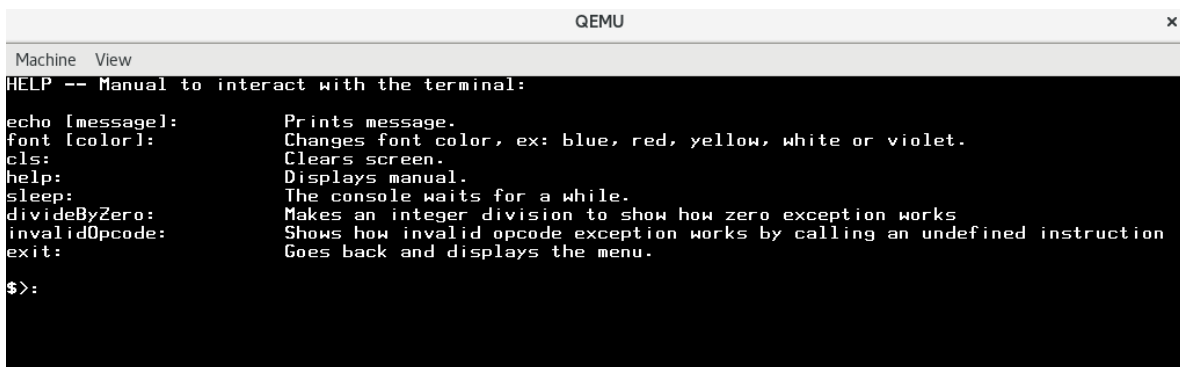 QEMU ×
Machine View
HELP -- Manual to interact with the terminal:
echo [message]: Prints message.
font [color]: Changes font color, ex: blue, red, yellow, white or violet.
cls: Clears screen.
help: Displays manual.
sleep: The console waits for a while.
divideByZero: Makes an integer division to show how zero exception works
invalidOpcode: Shows how invalid opcode exception works by calling an undefined instruction
exit: Goes back and displays the menu.
$>: